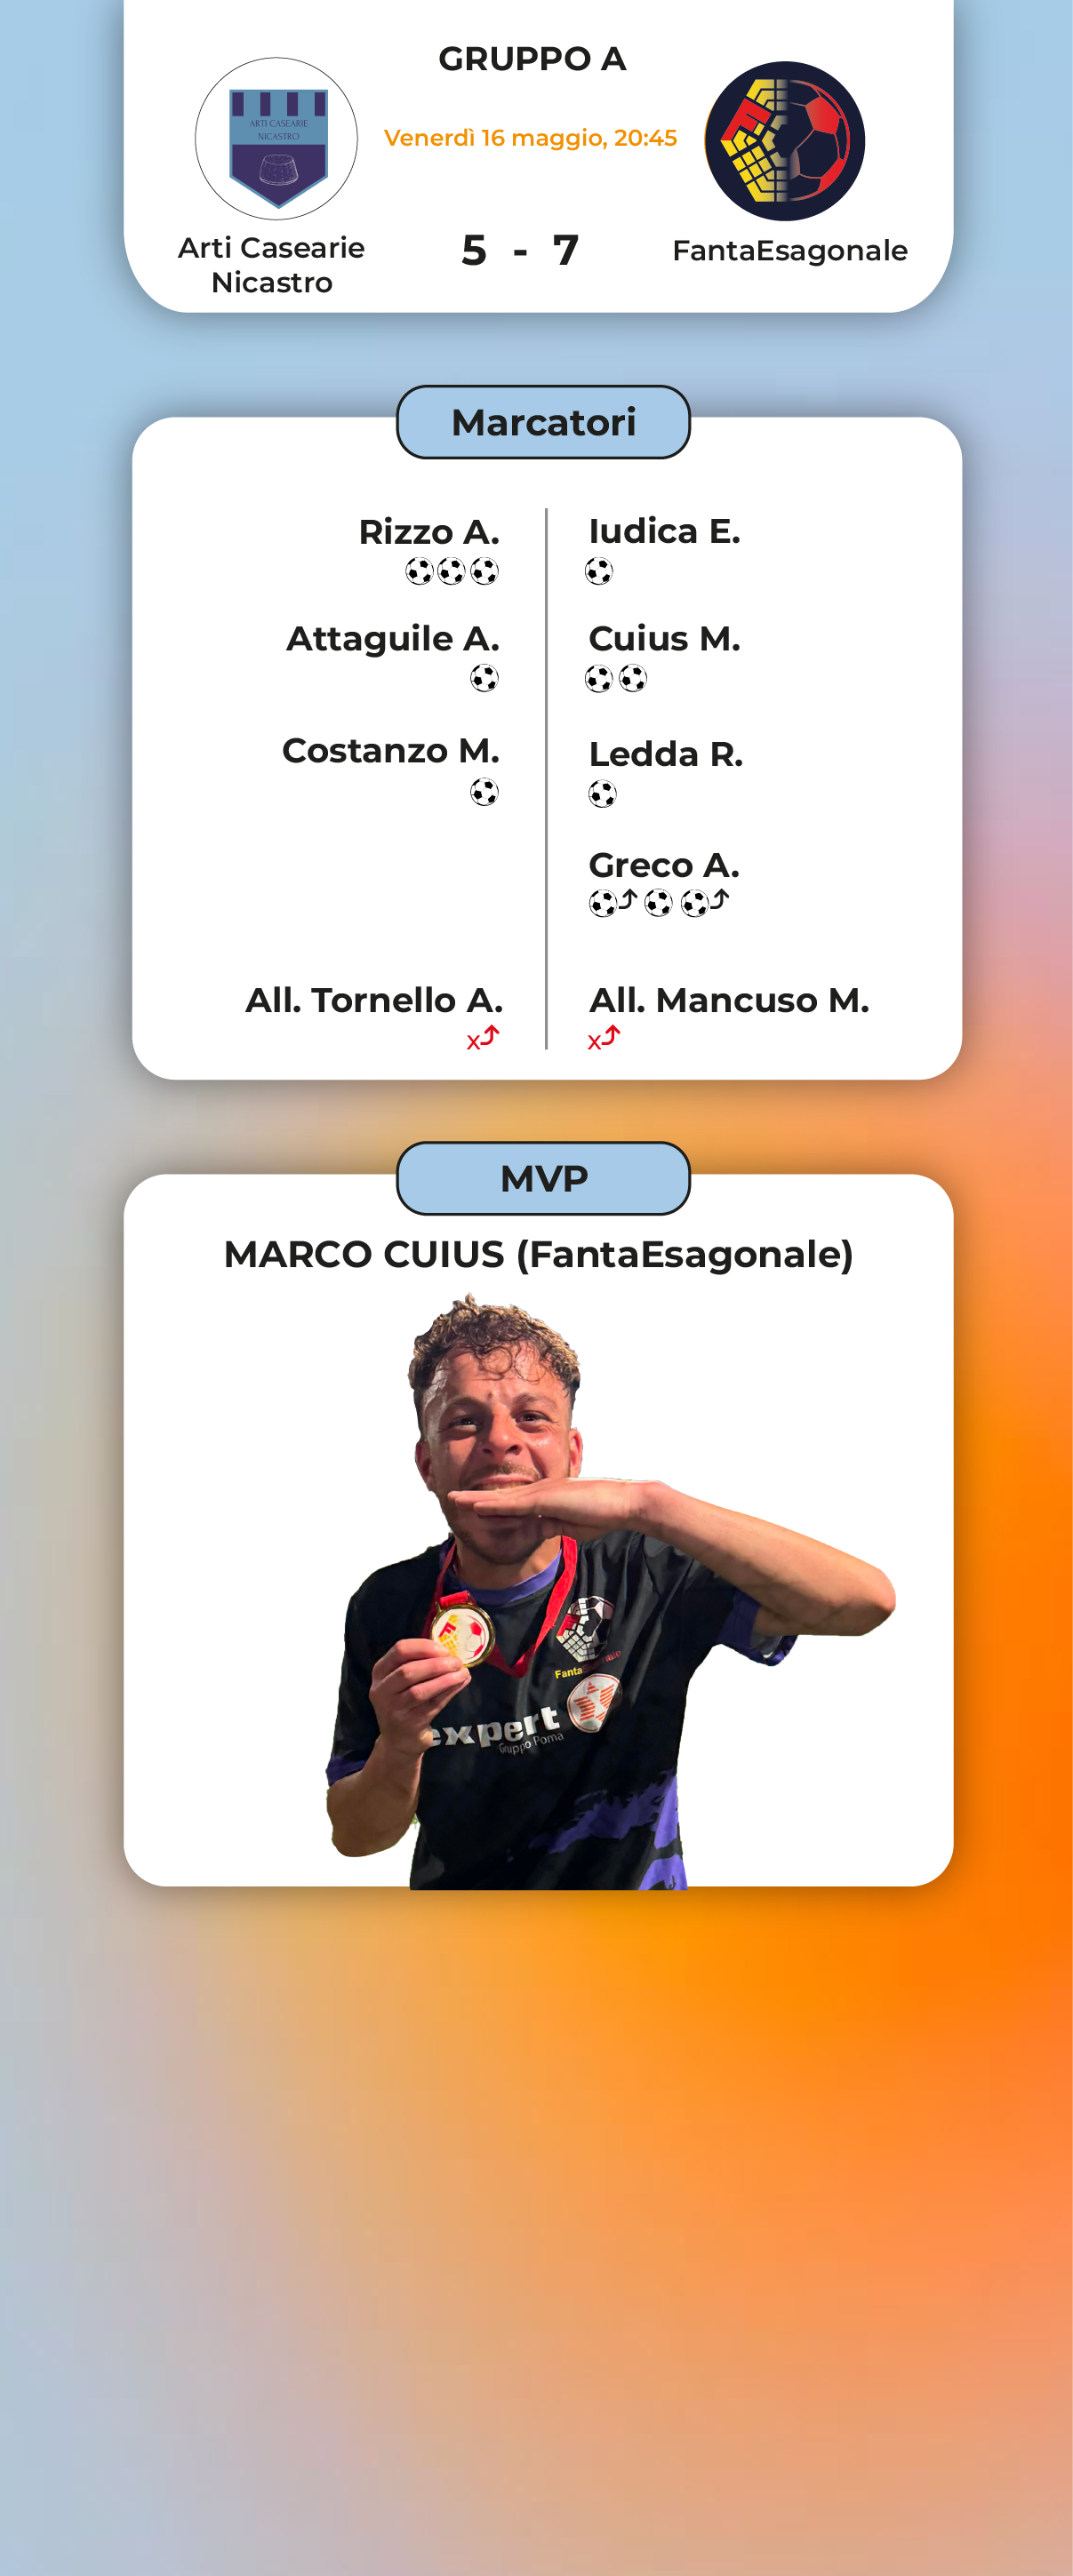 GRUPPO A
ARTI CASEARIE
NICASTRO
Venerdì 16 maggio, 20:45
Arti Casearie
Nicastro
5 - 7
FantaEsagonale
Marcatori
Rizzo A.
Iudica E.
Attaguile A.
Cuius M.
Costanzo M.
Ledda R.
Greco A.
All. Tornello A.
All. Mancuso M.
x
x
MVP
MARCO CUIUS (FantaEsagonale)
Fanta
expert
Gruppo Poma